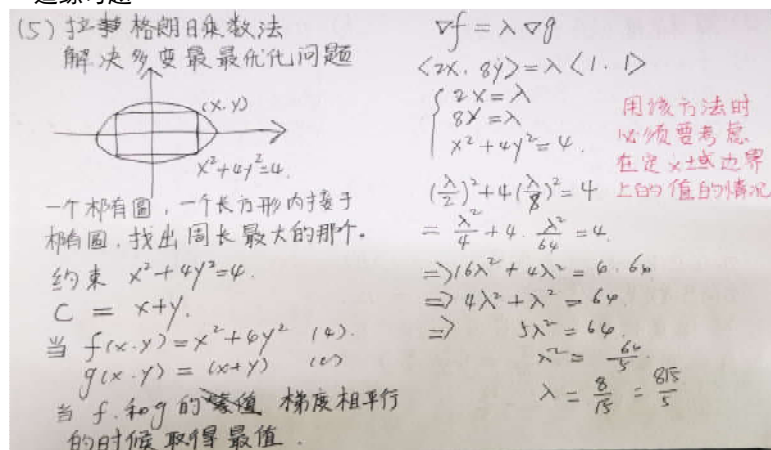 (5) 拉格朗日乘数法
解决多变最最优化问题
(x.y)
x²+4y²=4.
一个椭圆, 一个长方形内接于
椭圆, 找出周长最大的那个.
约束 x²+4y²=4.
C = x+y.
当 f(x.y)=x²+4y² (4).
g(x.y) = (x+y) (c)
当 f.和g的 梯度相平行
的时候取得最值.
∇f=λ∇g
<2x, 8y>=λ<1.1>
2x=λ
8y=λ
x²+4y²=4.
(λ/2)²+4(λ/8)²=4
= λ²/4 + 4·λ²/64 =4.
=>16λ²+4λ²=4.64
=> 4λ²+λ²=64.
=> 5λ²=64
λ²= 64/5.
λ = 8/√5 = 8√5/5
用该方法时
必须要考虑
在定义域边界
上的值的情况